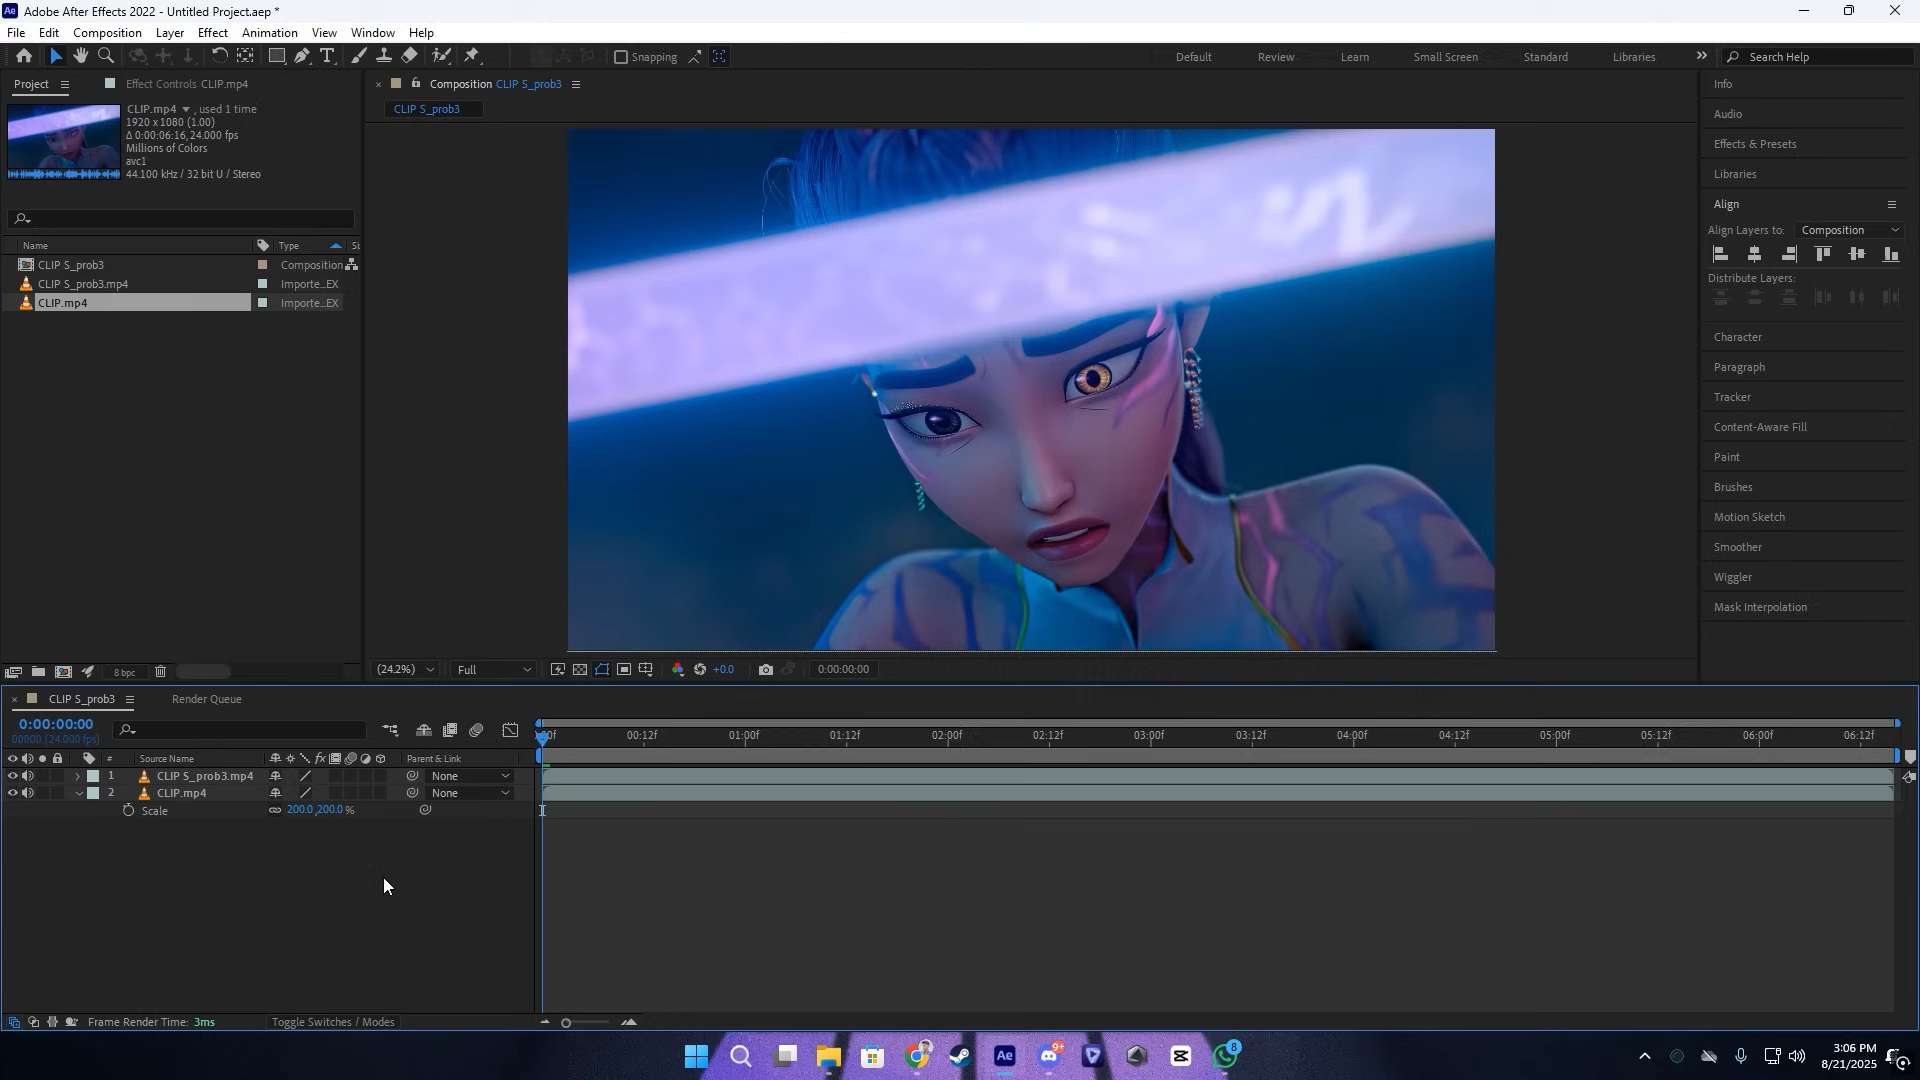 Ae Adobe After Effects 2022 - Untitled Project.aep *
File Edit Composition Layer Effect Animation View Window Help
Snapping
Default Review Learn Small Screen Standard Libraries Search Help
Project Effect Controls CLIP.mp4
CLIP.mp4 , used 1 time
1920 x 1080 (1.00)
Δ 0:00:06:16, 24.000 fps
Millions of Colors
avc1
44.100 kHz / 32 bit U / Stereo
Name Type Si
CLIP S_prob3 Composition
CLIP S_prob3.mp4 Importe...EX
CLIP.mp4 Importe...EX
8 bpc
Composition CLIP S_prob3
CLIP S_prob3
(24.2%) Full +0.0 0:00:00:00
Info
Audio
Effects & Presets
Libraries
Align
Align Layers to: Composition
Distribute Layers:
Character
Paragraph
Tracker
Content-Aware Fill
Paint
Brushes
Motion Sketch
Smoother
Wiggler
Mask Interpolation
CLIP S_prob3 Render Queue
0:00:00:00
00000 (24.000 fps)
00f 00:12f 01:00f 01:12f 02:00f 02:12f 03:00f 03:12f 04:00f 04:12f 05:00f 05:12f 06:00f 06:12f
# Source Name fx Parent & Link
1 CLIP S_prob3.mp4 None
2 CLIP.mp4 None
Scale 200.0,200.0%
Frame Render Time: 3ms Toggle Switches / Modes
Ae 9+ 8
3:06 PM
8/21/2025